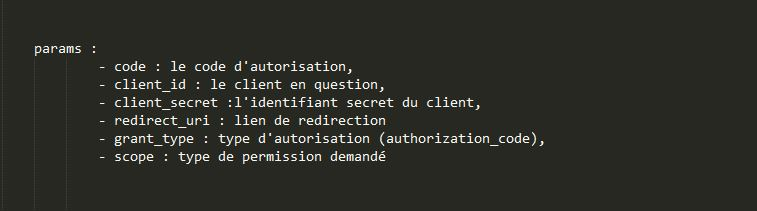 params :
- code : le code d'autorisation,
- client_id : le client en question,
- client_secret :l'identifiant secret du client,
- redirect_uri : lien de redirection
- grant_type : type d'autorisation (authorization_code),
- scope : type de permission demandé